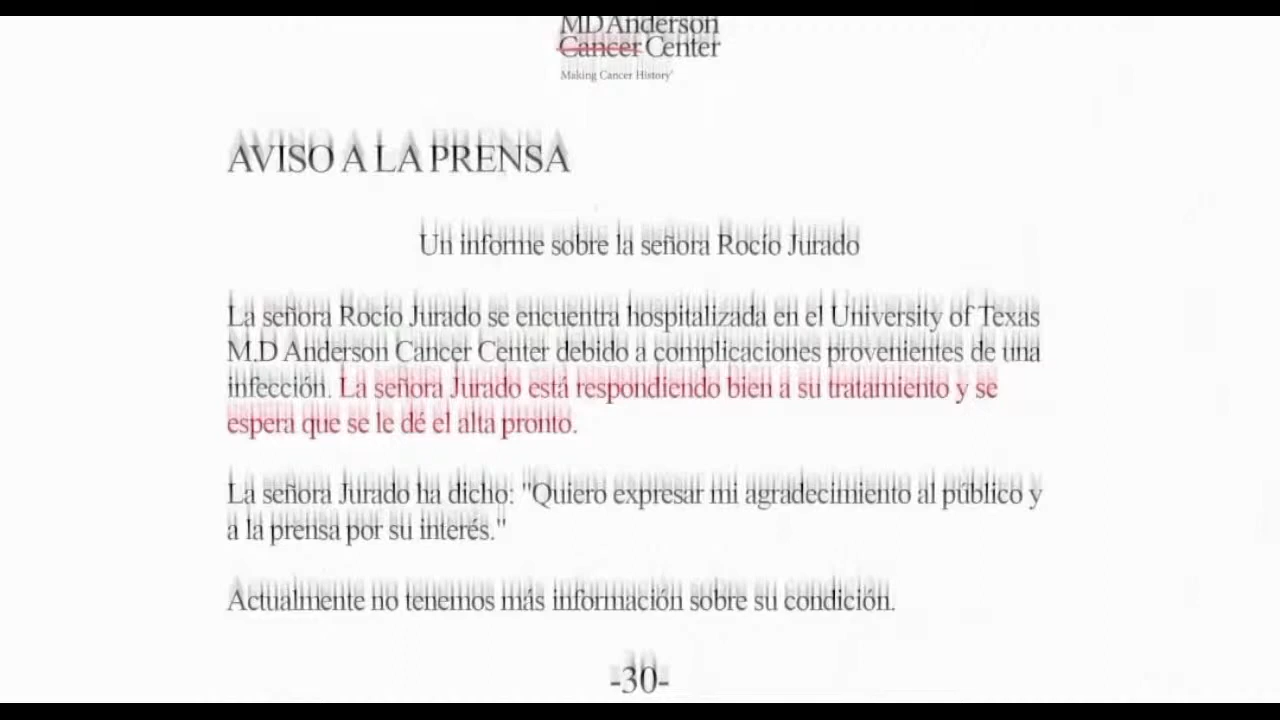 MD Anderson
Cancer Center
Making Cancer History'
AVISO A LA PRENSA
Un informe sobre la señora Rocío Jurado
La señora Rocío Jurado se encuentra hospitalizada en el University of Texas
M.D Anderson Cancer Center debido a complicaciones provenientes de una
infección. La señora Jurado está respondiendo bien a su tratamiento y se
espera que se le dé el alta pronto.
La señora Jurado ha dicho: "Quiero expresar mi agradecimiento al público y
a la prensa por su interés."
Actualmente no tenemos más información sobre su condición.
-30-